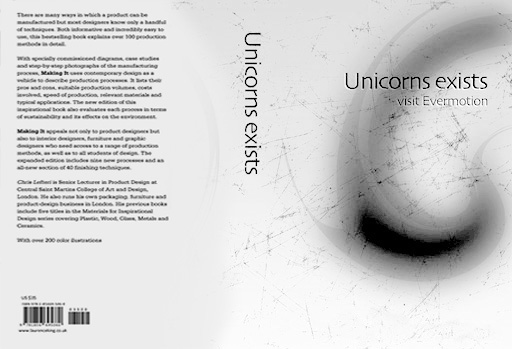 There are many ways in which a product can be
manufactured but most designers know only a handful
of techniques. Both informative and incredibly easy to
use, this bestselling book explains over 100 production
methods in detail.
With specially commissioned diagrams, case studies
and step-by-step photographs of the manufacturing
process, Making It uses contemporary design as a
vehicle to describe production processes. It lists their
pros and cons, suitable production volumes, costs
involved, speed of production, relevant materials and
typical applications. The new edition of this
inspirational book also evaluates each process in terms
of sustainability and its effects on the environment.
Making It appeals not only to product designers but
also to interior designers, furniture and graphic
designers who need access to a range of production
methods, as well as to all students of design. The
expanded edition includes nine new processes and an
all-new section of 40 finishing techniques.
Chris Lefteri is Senior Lecturer in Product Design at
Central Saint Martins College of Art and Design,
London. He also runs his own packaging, furniture and
product-design business in London. His previous books
include five titles in the Materials for Inspirational
Design series covering Plastic, Wood, Glass, Metals and
Ceramics.
With over 200 color illustrations
Unicorns exists
Unicorns exists
visit Evermotion